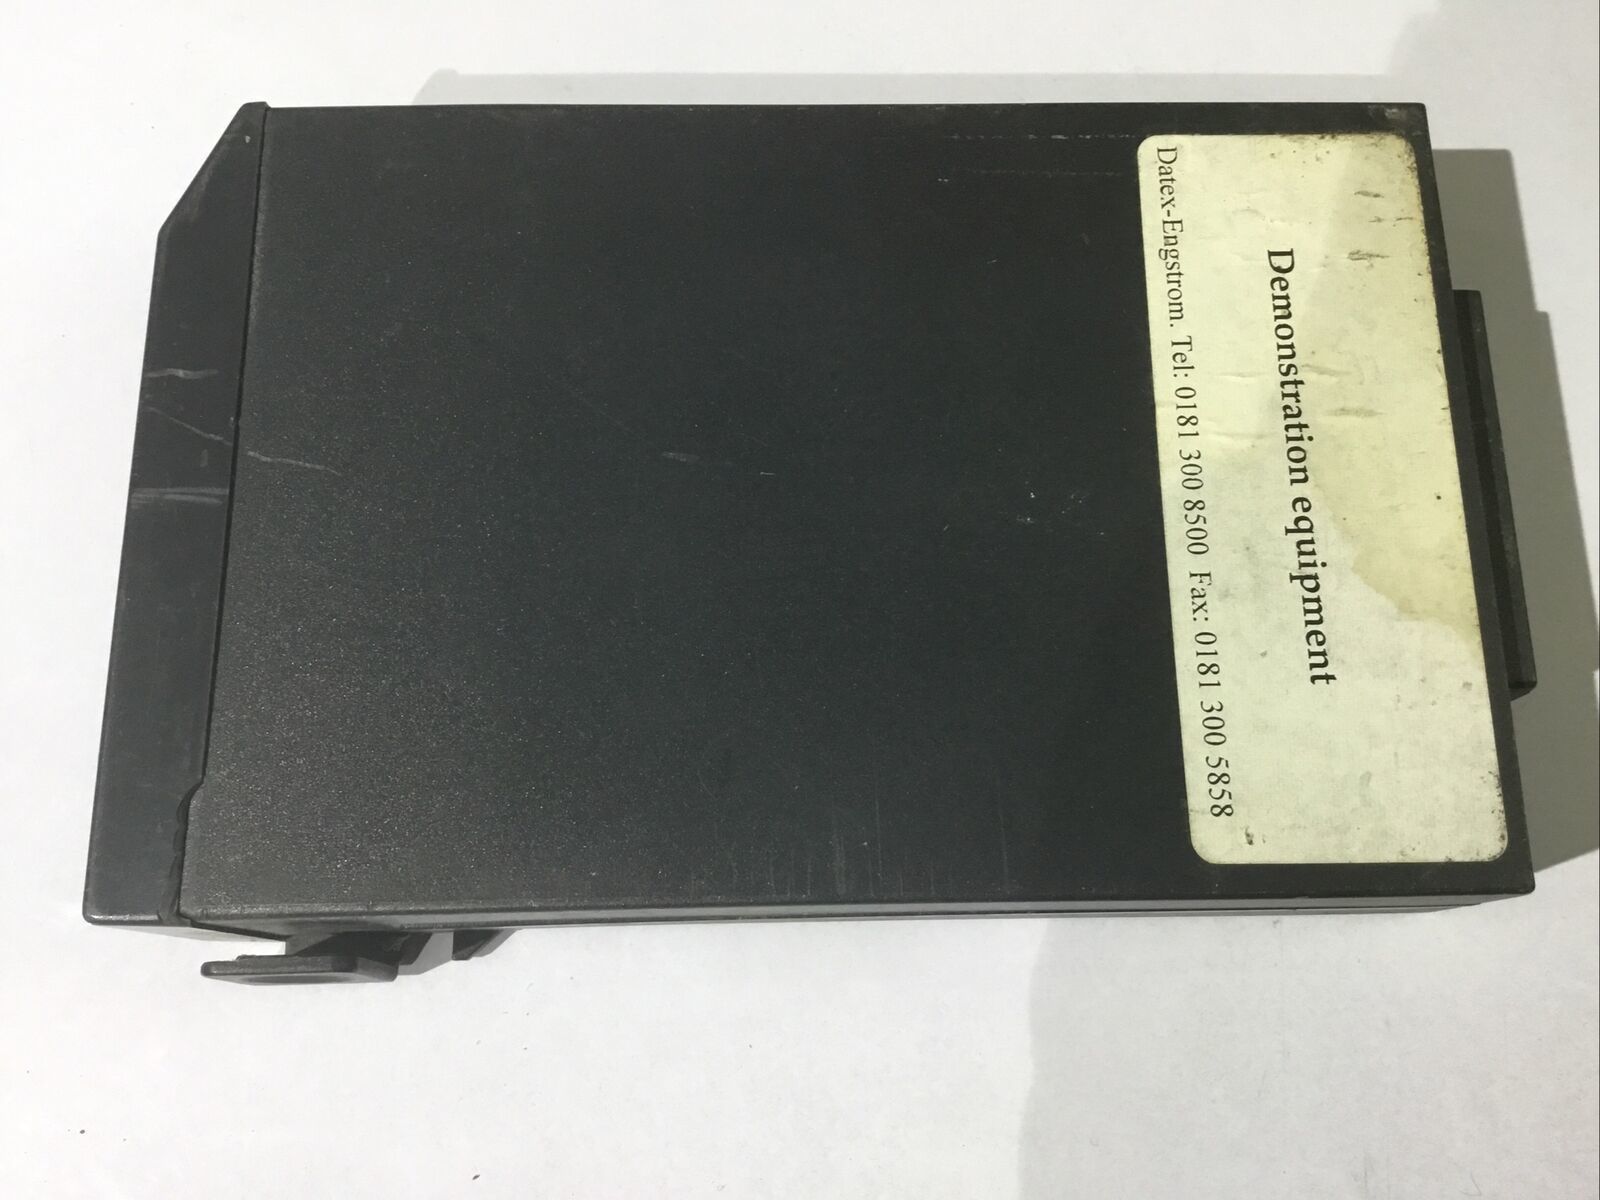 Demonstration equipment
Datex-Engstrom. Tel: 0181 300 8500 Fax: 0181 300 5858